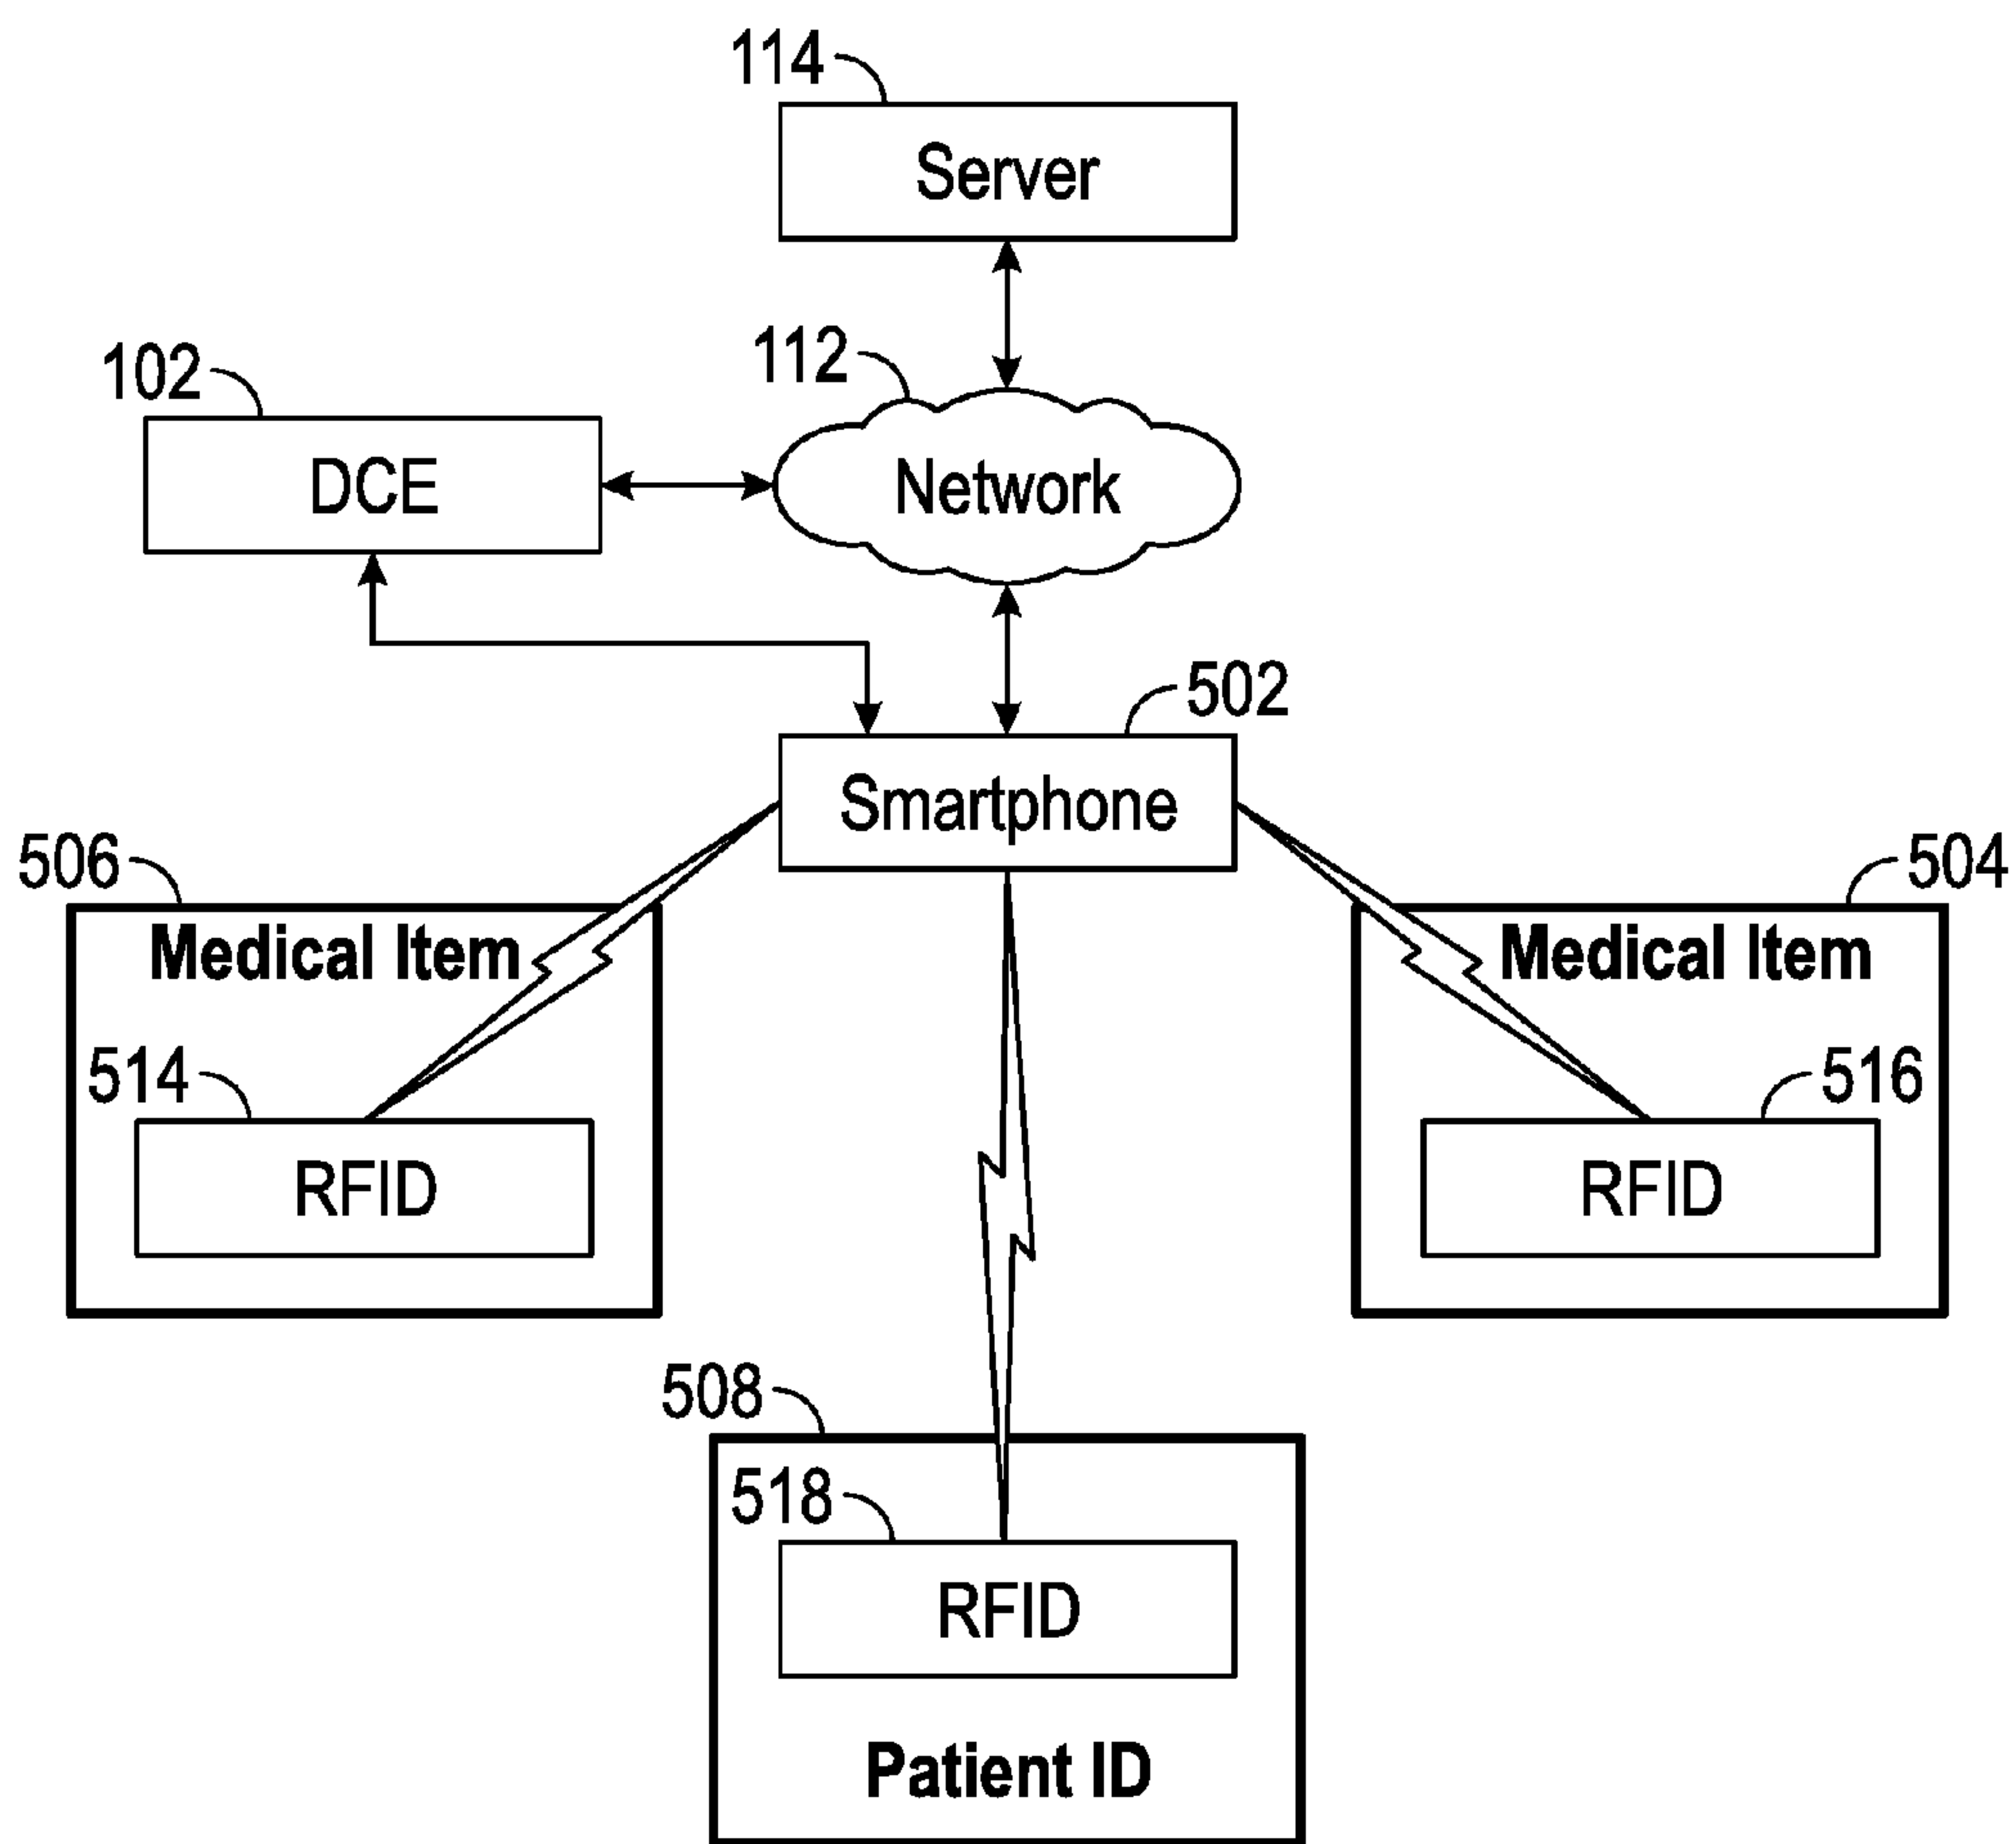 114
Server
102
112
DCE
Network
502
Smartphone
506
504
Medical Item
Medical Item
514
516
RFID
RFID
508
518
RFID
Patient ID